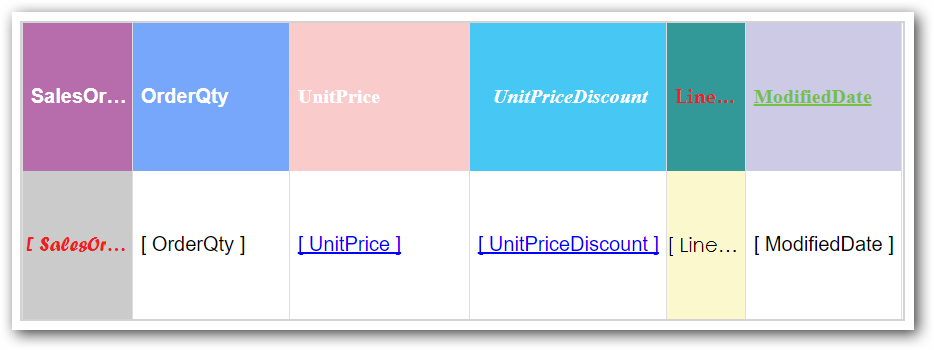 SalesOr... OrderQty UnitPrice UnitPriceDiscount Line... ModifiedDate
[ SalesOr... [ OrderQty ] [ UnitPrice ] [ UnitPriceDiscount ] [ Line... [ ModifiedDate ]